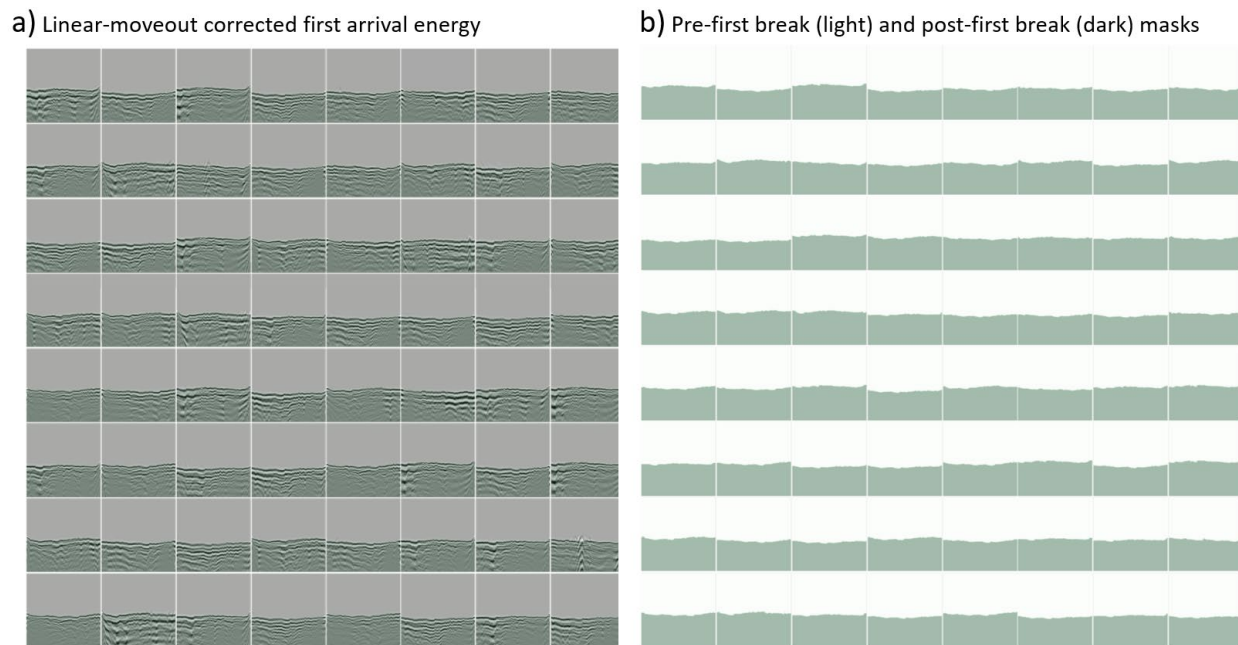 a) Linear-moveout corrected first arrival energy
b) Pre-first break (light) and post-first break (dark) masks